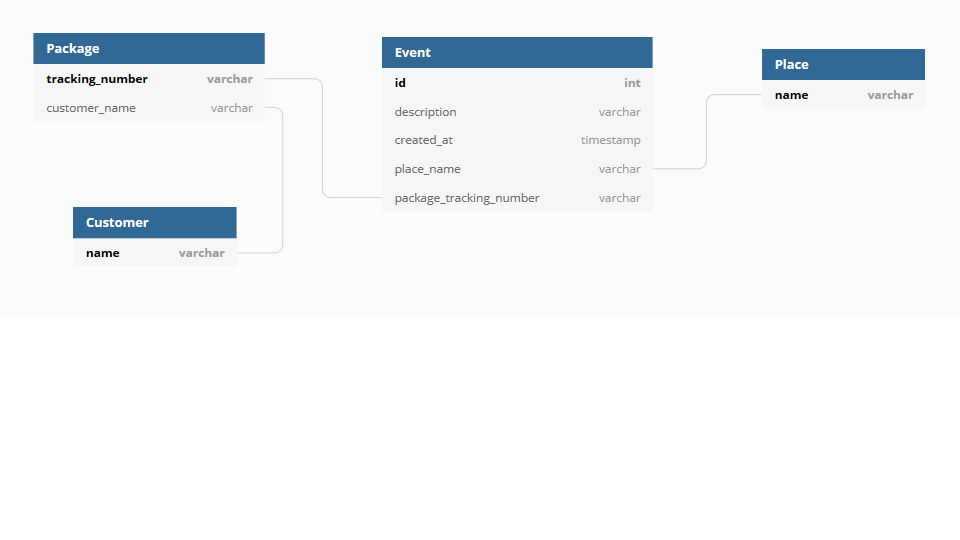 Package
tracking_number varchar
customer_name varchar
Event
id int
description varchar
created_at timestamp
place_name varchar
package_tracking_number varchar
Place
name varchar
Customer
name varchar